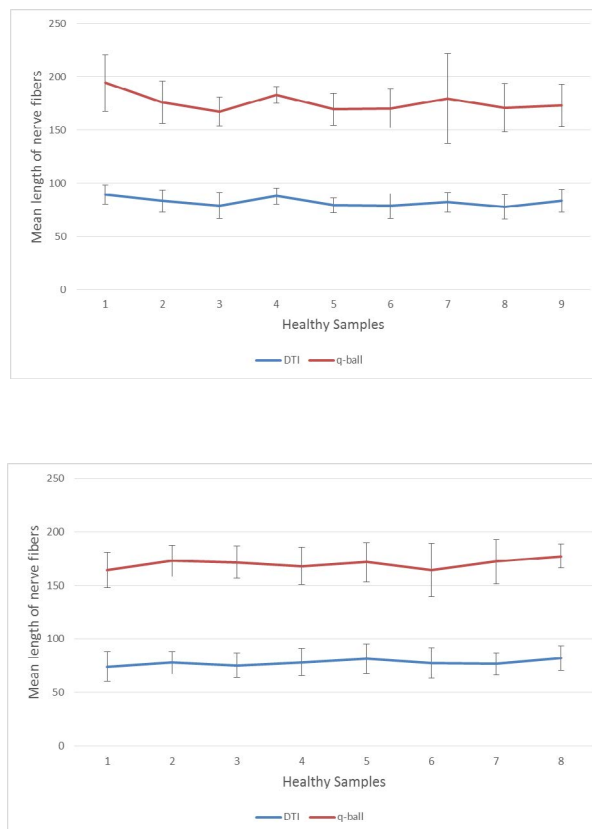 250
200
150
100
50
0
Mean length of nerve fibers
1 2 3 4 5 6 7 8 9
Healthy Samples
DTI q-ball
250
200
150
100
50
0
Mean length of nerve fibers
1 2 3 4 5 6 7 8
Healthy Samples
DTI q-ball